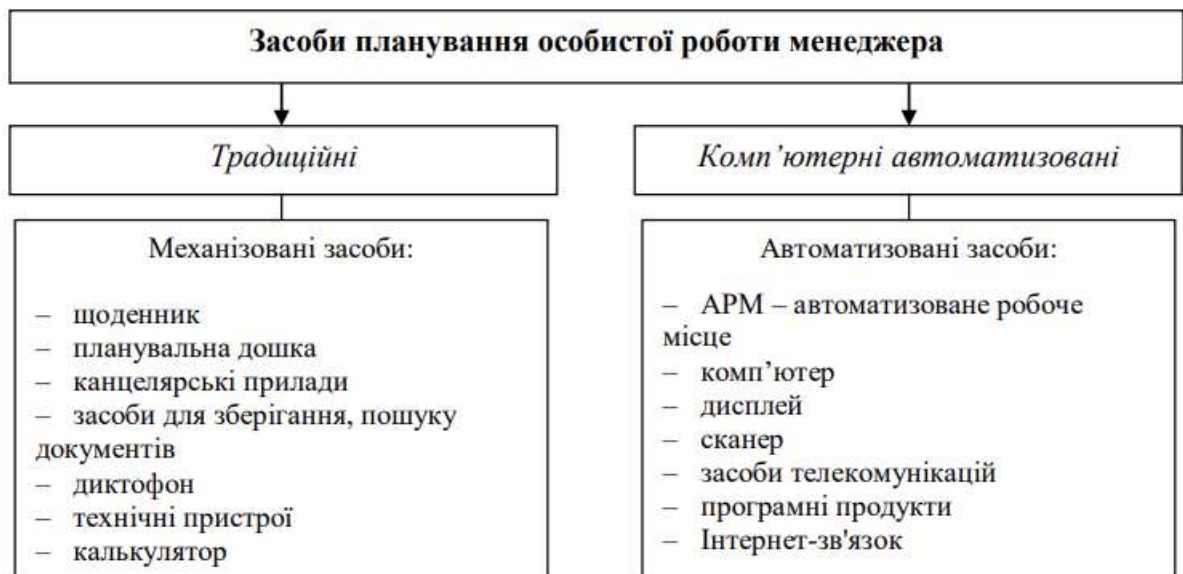 Засоби планування особистої роботи менеджера
Традиційні
Комп’ютерні автоматизовані
Механізовані засоби:
– щоденник
– планувальна дошка
– канцелярські прилади
– засоби для зберігання, пошуку
документів
– диктофон
– технічні пристрої
– калькулятор
Автоматизовані засоби:
– АРМ – автоматизоване робоче
місце
– комп’ютер
– дисплей
– сканер
– засоби телекомунікацій
– програмні продукти
– Інтернет-зв'язок